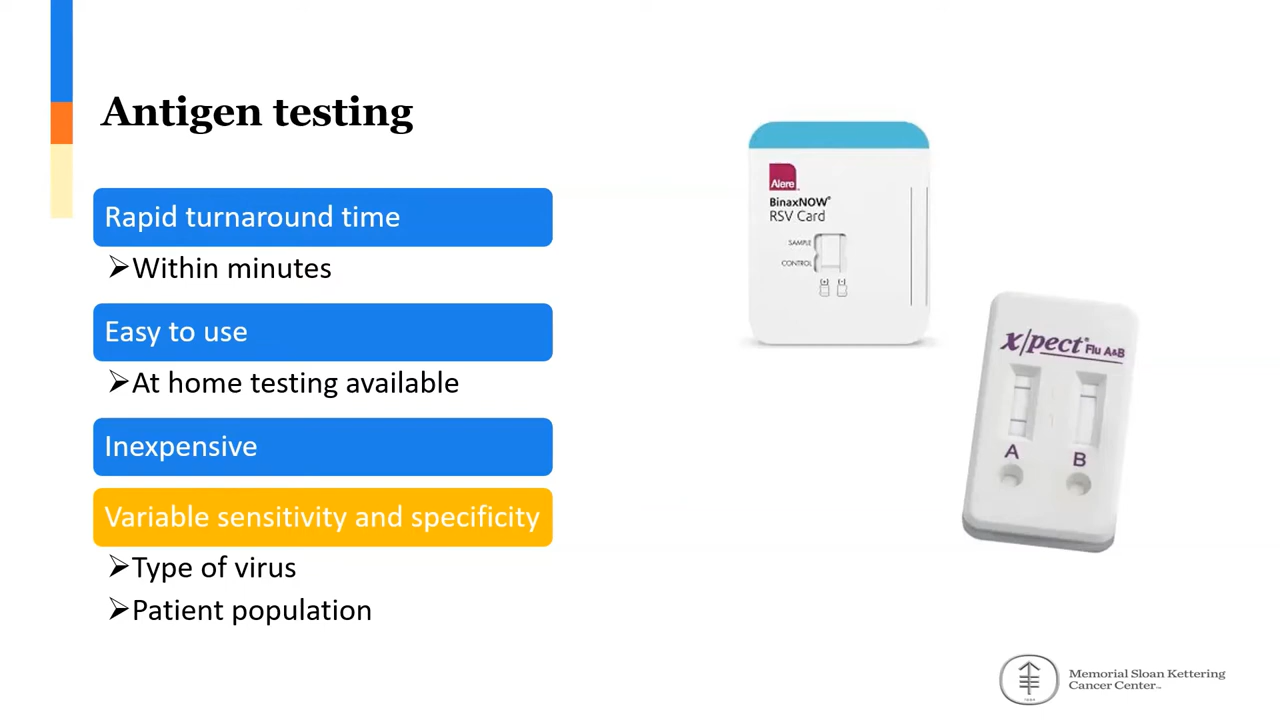 Antigen testing
Rapid turnaround time
➢Within minutes
Easy to use
➢At home testing available
Inexpensive
Variable sensitivity and specificity
➢Type of virus
➢Patient population
Alere
BinaxNOW®
RSV Card
SAMPLE
CONTROL
x/pect® Flu A&B
A B
Memorial Sloan Kettering
Cancer Center